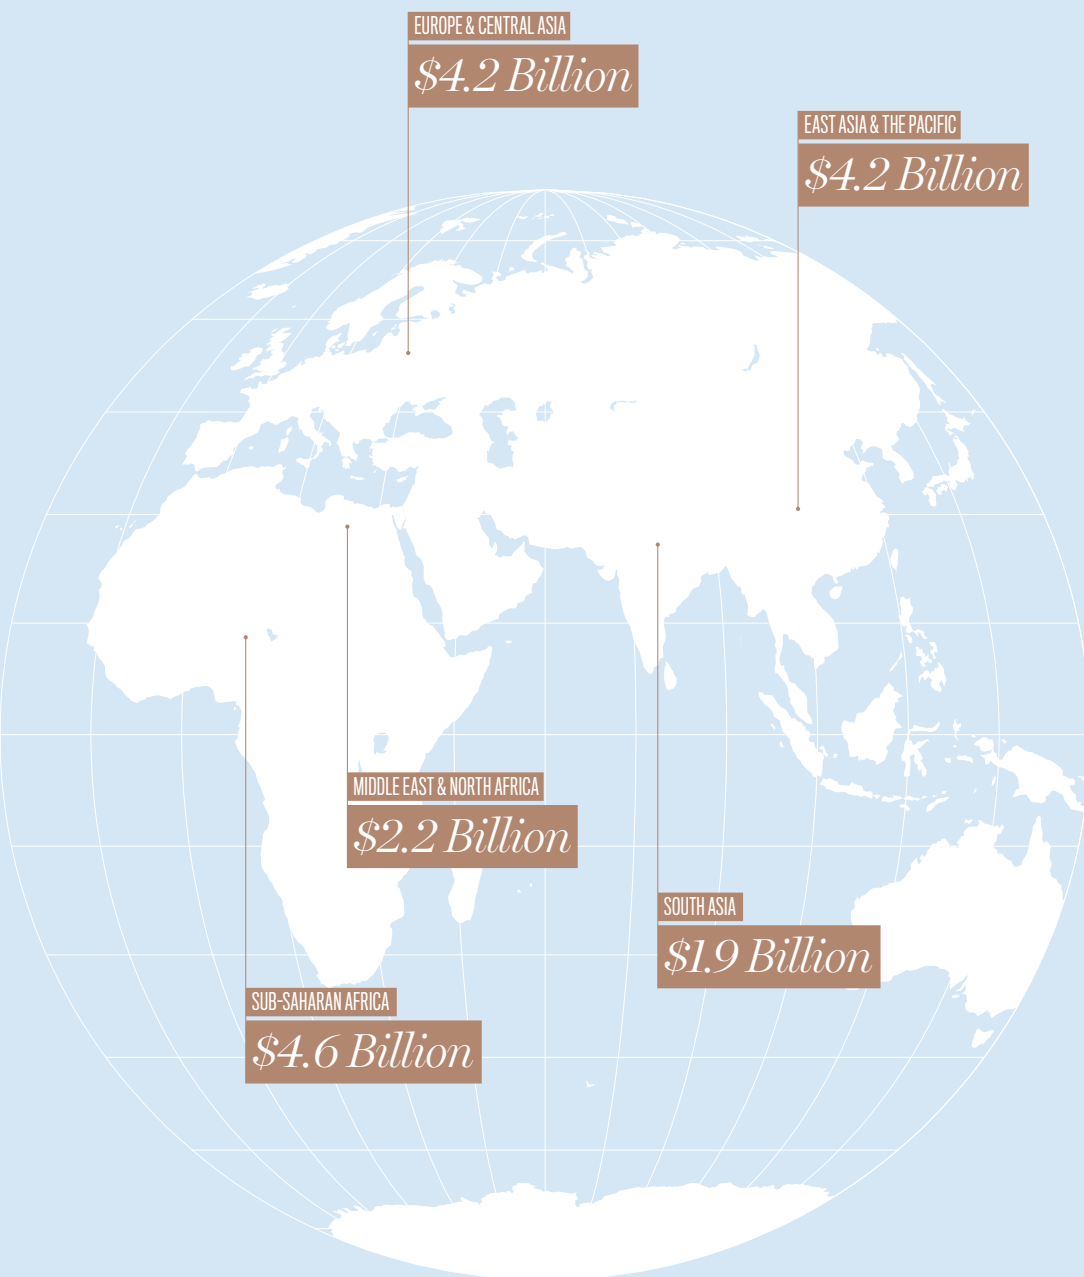 EUROPE & CENTRAL ASIA
$4.2 Billion
EAST ASIA & THE PACIFIC
$4.2 Billion
MIDDLE EAST & NORTH AFRICA
$2.2 Billion
SOUTH ASIA
$1.9 Billion
SUB-SAHARAN AFRICA
$4.6 Billion